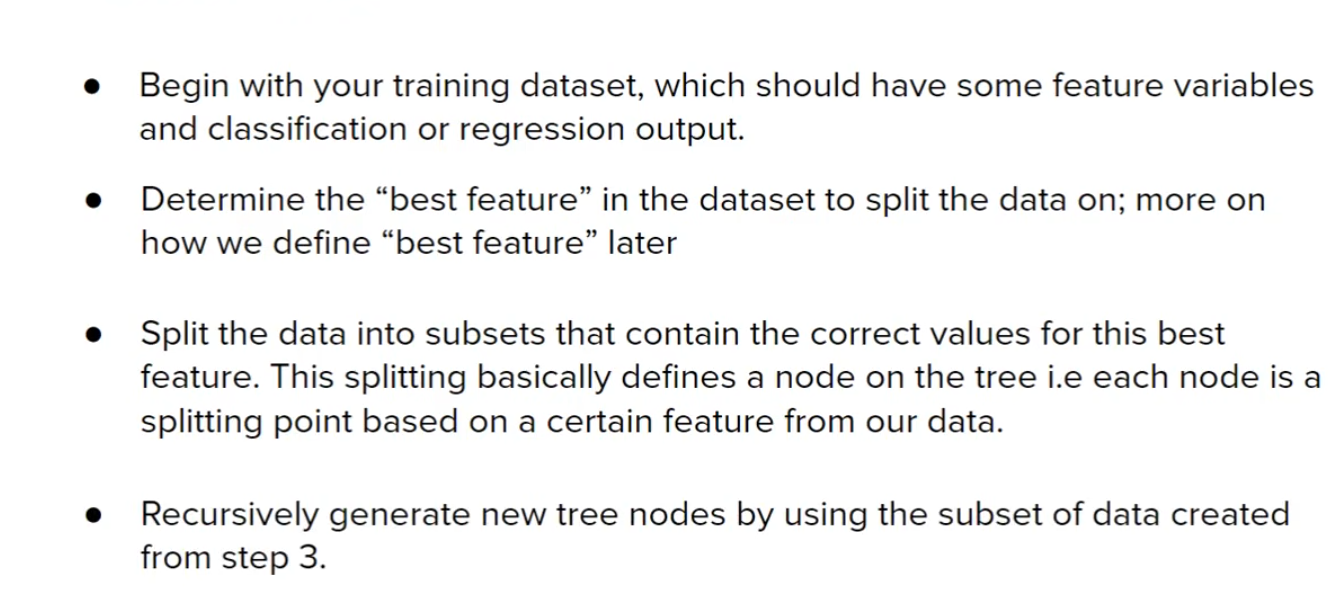 ● Begin with your training dataset, which should have some feature variables
and classification or regression output.
● Determine the “best feature” in the dataset to split the data on; more on
how we define “best feature” later
● Split the data into subsets that contain the correct values for this best
feature. This splitting basically defines a node on the tree i.e each node is a
splitting point based on a certain feature from our data.
● Recursively generate new tree nodes by using the subset of data created
from step 3.